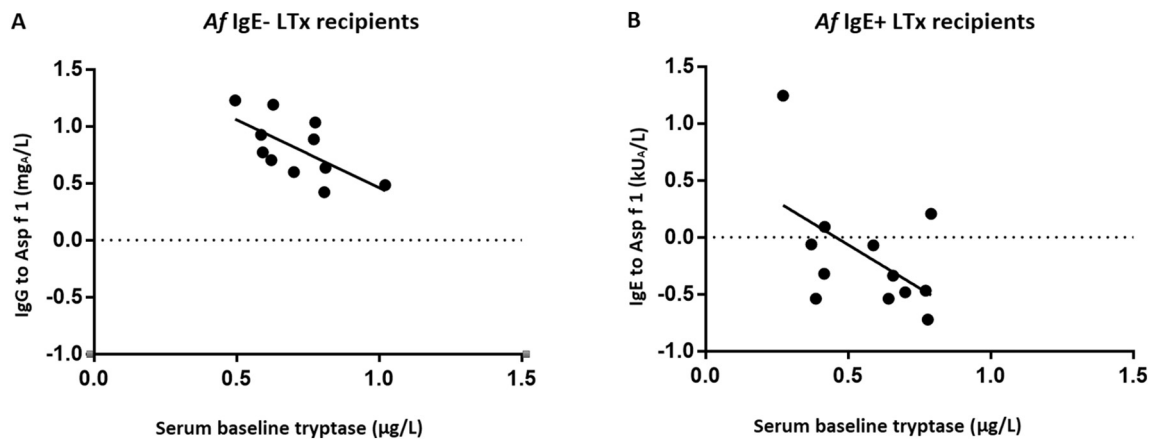 A
Af IgE- LTx recipients
1.5
1.0
0.5
0.0
-0.5
-1.0
IgG to Asp f 1 (mgA/L)
0.0 0.5 1.0 1.5
Serum baseline tryptase (µg/L)
B
Af IgE+ LTx recipients
1.5
1.0
0.5
0.0
-0.5
-1.0
IgE to Asp f 1 (kUA/L)
0.0 0.5 1.0 1.5
Serum baseline tryptase (µg/L)